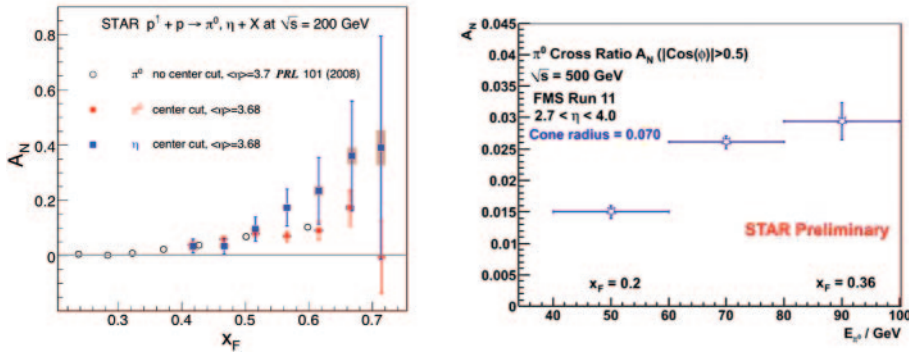 STAR p↑ + p → π⁰, η + X at √s = 200 GeV
π⁰ no center cut, <η>=3.7 PRL 101 (2008)
center cut, <η>=3.68
η center cut, <η>=3.68
A_N
0.8
0.6
0.4
0.2
0
0.3 0.4 0.5 0.6 0.7
x_F
A_N
0.045
0.04
0.035
0.03
0.025
0.02
0.015
0.01
0.005
0
π⁰ Cross Ratio A_N (|Cos(ϕ)|>0.5)
√s = 500 GeV
FMS Run 11
2.7 < η < 4.0
Cone radius = 0.070
STAR Preliminary
x_F = 0.2 x_F = 0.36
40 50 60 70 80 90 100
E_π⁰ / GeV